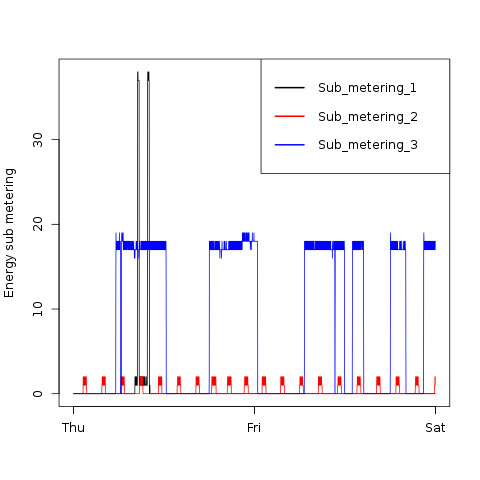 Sub_metering_1
Sub_metering_2
Sub_metering_3
Energy sub metering
30
20
10
0
Thu Fri Sat